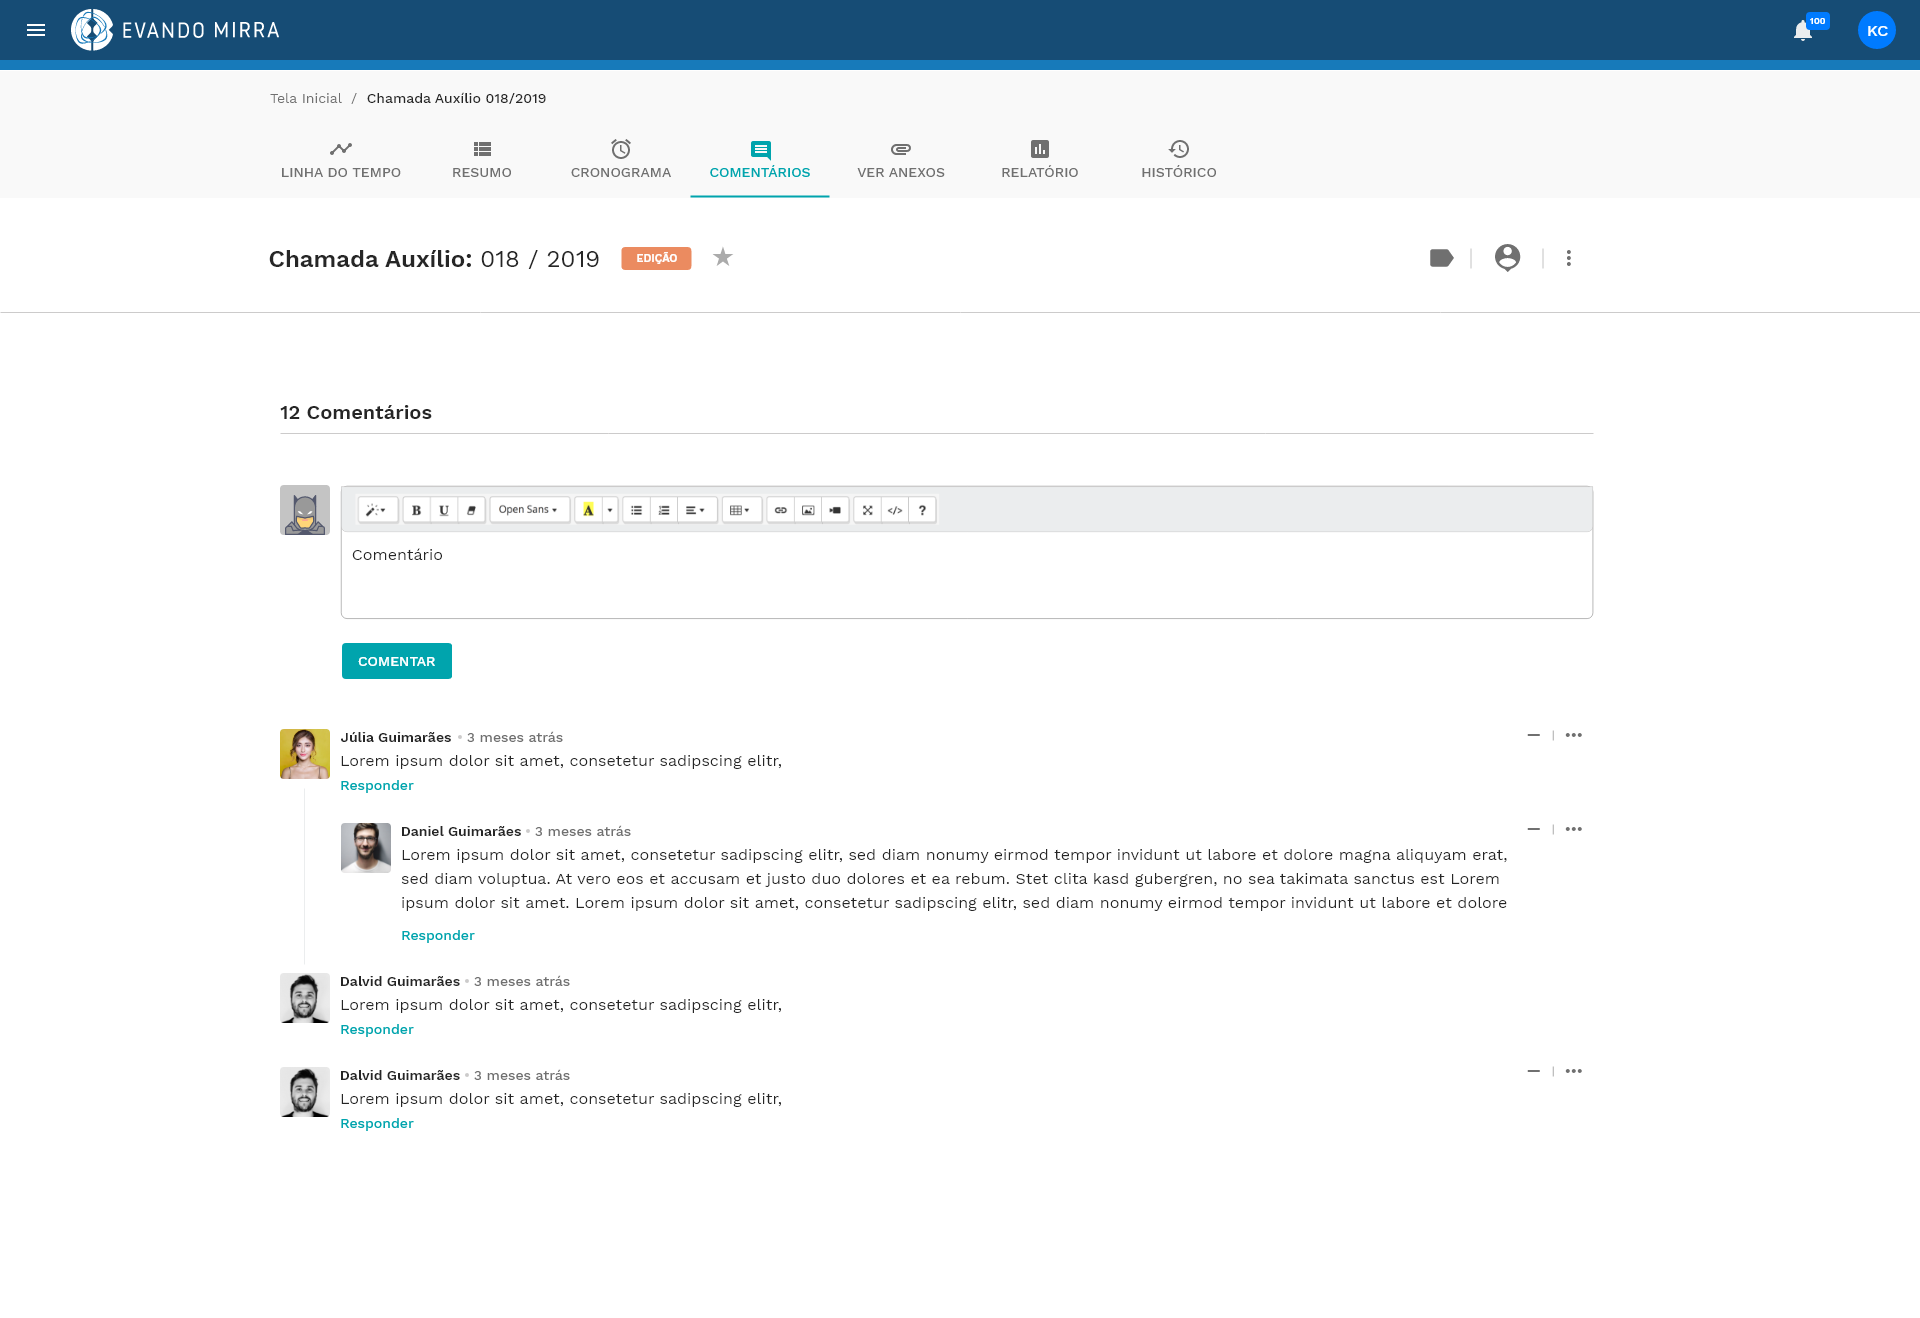 EVANDO MIRRA
100
KC
Tela Inicial / Chamada Auxílio 018/2019
LINHA DO TEMPO
RESUMO
CRONOGRAMA
COMENTÁRIOS
VER ANEXOS
RELATÓRIO
HISTÓRICO
Chamada Auxílio: 018 / 2019
EDIÇÃO
12 Comentários
B U Open Sans A </> ?
Comentário
COMENTAR
Júlia Guimarães • 3 meses atrás
Lorem ipsum dolor sit amet, consetetur sadipscing elitr,
Responder
Daniel Guimarães • 3 meses atrás
Lorem ipsum dolor sit amet, consetetur sadipscing elitr, sed diam nonumy eirmod tempor invidunt ut labore et dolore magna aliquyam erat,
sed diam voluptua. At vero eos et accusam et justo duo dolores et ea rebum. Stet clita kasd gubergren, no sea takimata sanctus est Lorem
ipsum dolor sit amet. Lorem ipsum dolor sit amet, consetetur sadipscing elitr, sed diam nonumy eirmod tempor invidunt ut labore et dolore
Responder
Dalvid Guimarães • 3 meses atrás
Lorem ipsum dolor sit amet, consetetur sadipscing elitr,
Responder
Dalvid Guimarães • 3 meses atrás
Lorem ipsum dolor sit amet, consetetur sadipscing elitr,
Responder